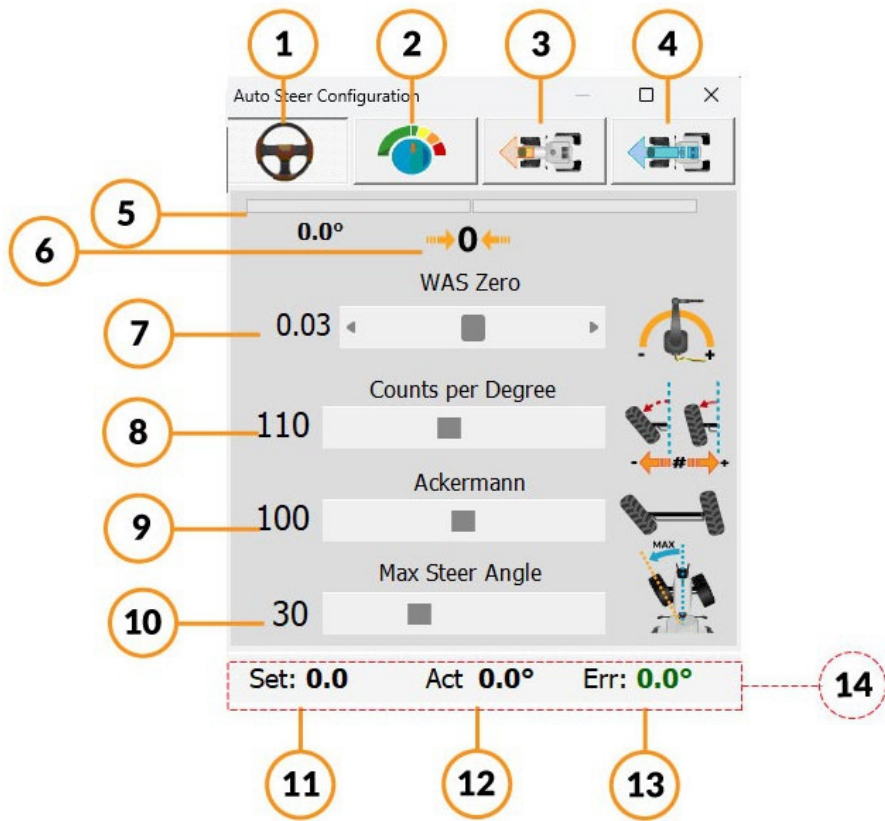 1 2 3 4
Auto Steer Configuration
5
0.0°
6
0
WAS Zero
7
0.03
- +
Counts per Degree
8
110
- # +
Ackermann
9
100
MAX
Max Steer Angle
10
30
Set: 0.0 Act 0.0° Err: 0.0°
14
11 12 13